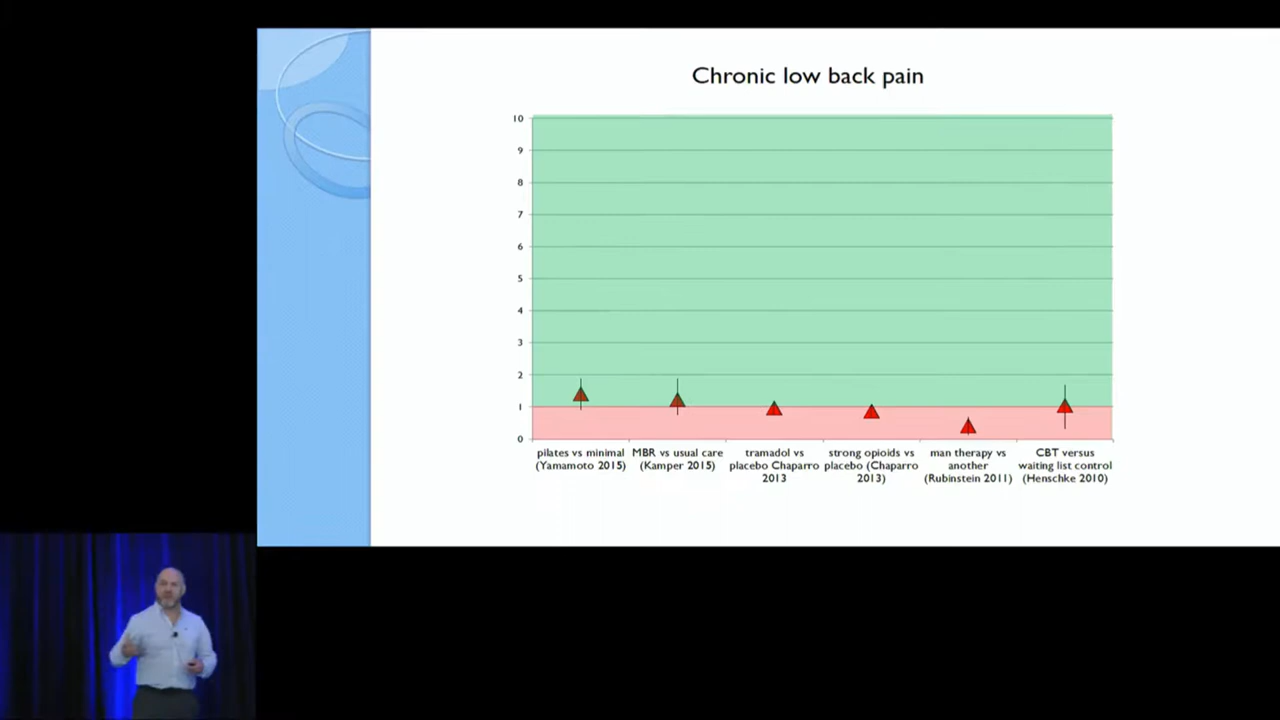 Chronic low back pain
10
9
8
7
6
5
4
3
2
1
0
pilates vs minimal
(Yamamoto 2015)
MBR vs usual care
(Kamper 2015)
tramadol vs
placebo Chaparro
2013
strong opioids vs
placebo (Chaparro
2013)
man therapy vs
another
(Rubinstein 2011)
CBT versus
waiting list control
(Henschke 2010)